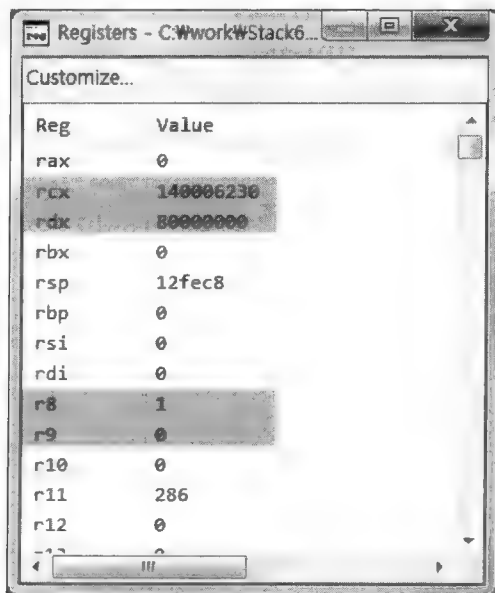 Registers - C:₩work₩Stack6...
Customize...
Reg Value
rax 0
rcx 140006230
rdx 80000000
rbx 0
rsp 12fec8
rbp 0
rsi 0
rdi 0
r8 1
r9 0
r10 0
r11 286
r12 0